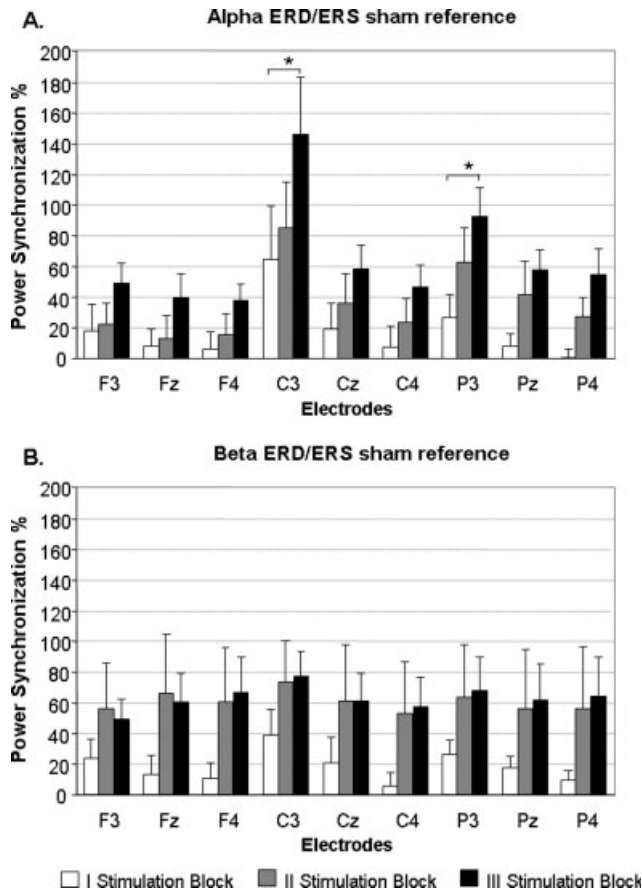 A.
Alpha ERD/ERS sham reference
Power Synchronization %
200
180
160
140
120
100
80
60
40
20
0
*
*
F3 Fz F4 C3 Cz C4 P3 Pz P4
Electrodes
B.
Beta ERD/ERS sham reference
Power Synchronization %
200
180
160
140
120
100
80
60
40
20
0
F3 Fz F4 C3 Cz C4 P3 Pz P4
Electrodes
I Stimulation Block II Stimulation Block III Stimulation Block